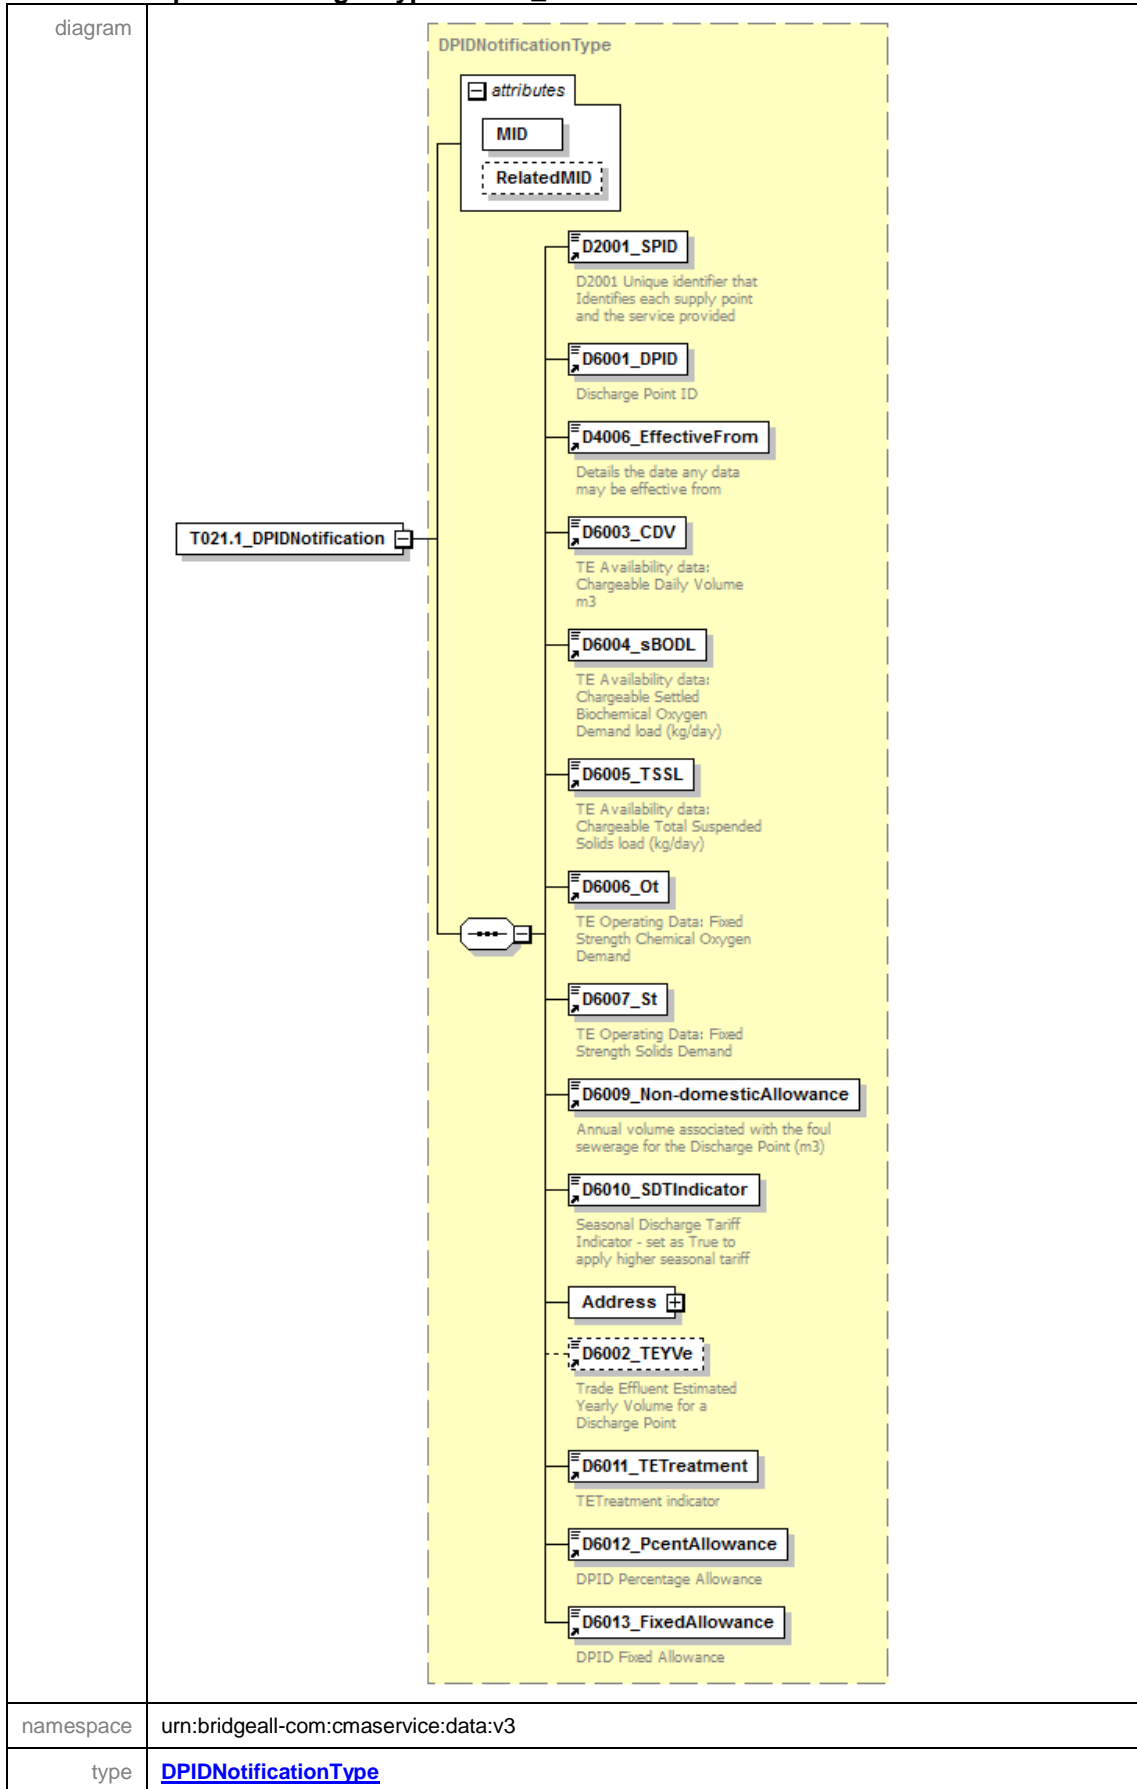 diagram
DPIDNotificationType
attributes
MID
RelatedMID
D2001_SPID
D2001 Unique identifier that
Identifies each supply point
and the service provided
D6001_DPID
Discharge Point ID
D4006_EffectiveFrom
Details the date any data
may be effective from
T021.1_DPIDNotification
D6003_CDV
TE Availability data:
Chargeable Daily Volume
m3
D6004_sBODL
TE Availability data:
Chargeable Settled
Biochemical Oxygen
Demand load (kg/day)
D6005_TSSL
TE Availability data:
Chargeable Total Suspended
Solids load (kg/day)
D6006_Ot
TE Operating Data: Fixed
Strength Chemical Oxygen
Demand
D6007_St
TE Operating Data: Fixed
Strength Solids Demand
D6009_Non-domesticAllowance
Annual volume associated with the foul
sewerage for the Discharge Point (m3)
D6010_SDTIndicator
Seasonal Discharge Tariff
Indicator - set as True to
apply higher seasonal tariff
Address
D6002_TEYVe
Trade Effluent Estimated
Yearly Volume for a
Discharge Point
D6011_TETreatment
TETreatment indicator
D6012_PcentAllowance
DPID Percentage Allowance
D6013_FixedAllowance
DPID Fixed Allowance
namespace
urn:bridgeall-com:cmaservice:data:v3
type
DPIDNotificationType